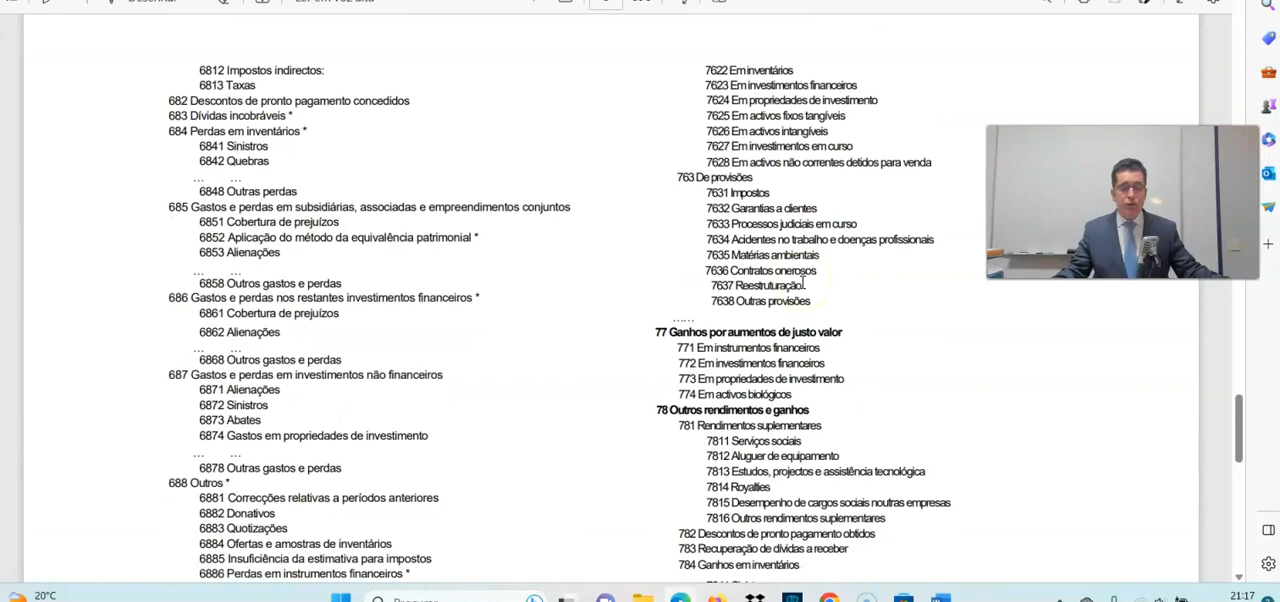 6812 Impostos indirectos:
6813 Taxas
682 Descontos de pronto pagamento concedidos
683 Dívidas incobráveis *
684 Perdas em inventários *
6841 Sinistros
6842 Quebras
… …
6848 Outras perdas
685 Gastos e perdas em subsidiárias, associadas e empreendimentos conjuntos
6851 Cobertura de prejuízos
6852 Aplicação do método da equivalência patrimonial *
6853 Alienações
… …
6858 Outros gastos e perdas
686 Gastos e perdas nos restantes investimentos financeiros *
6861 Cobertura de prejuízos
6862 Alienações
… …
6868 Outros gastos e perdas
687 Gastos e perdas em investimentos não financeiros
6871 Alienações
6872 Sinistros
6873 Abates
6874 Gastos em propriedades de investimento
… …
6878 Outras gastos e perdas
688 Outros *
6881 Correcções relativas a períodos anteriores
6882 Donativos
6883 Quotizações
6884 Ofertas e amostras de inventários
6885 Insuficiência da estimativa para impostos
6886 Perdas em instrumentos financeiros *
7622 Em inventários
7623 Em investimentos financeiros
7624 Em propriedades de investimento
7625 Em activos fixos tangíveis
7626 Em activos intangíveis
7627 Em investimentos em curso
7628 Em activos não correntes detidos para venda
763 De provisões
7631 Impostos
7632 Garantias a clientes
7633 Processos judiciais em curso
7634 Acidentes no trabalho e doenças profissionais
7635 Matérias ambientais
7636 Contratos onerosos
7637 Reestruturação
7638 Outras provisões
……
77 Ganhos por aumentos de justo valor
771 Em instrumentos financeiros
772 Em investimentos financeiros
773 Em propriedades de investimento
774 Em activos biológicos
78 Outros rendimentos e ganhos
781 Rendimentos suplementares
7811 Serviços sociais
7812 Aluguer de equipamento
7813 Estudos, projectos e assistência tecnológica
7814 Royalties
7815 Desempenho de cargos sociais noutras empresas
7816 Outros rendimentos suplementares
782 Descontos de pronto pagamento obtidos
783 Recuperação de dívidas a receber
784 Ganhos em inventários
20°C
21:17